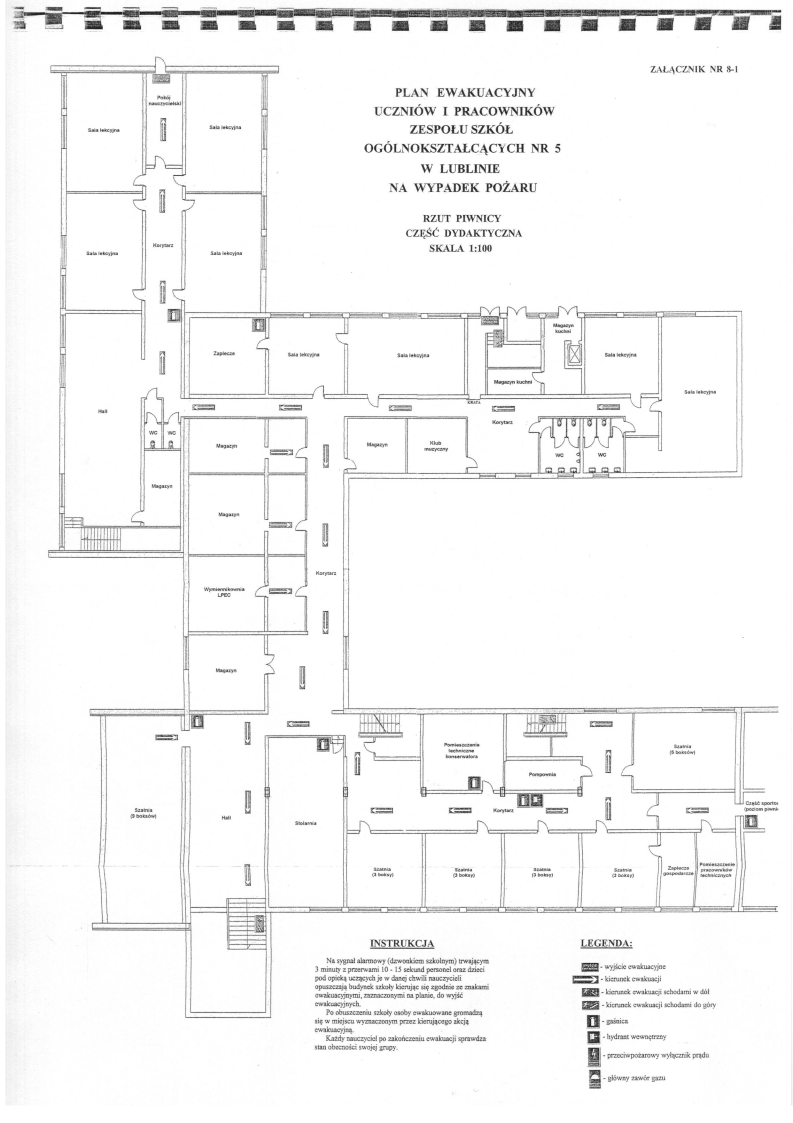 ZAŁĄCZNIK NR 8-1
PLAN EWAKUACYJNY
UCZNIÓW I PRACOWNIKÓW
ZESPOŁU SZKÓŁ
OGÓLNOKSZTAŁCĄCYCH NR 5
W LUBLINIE
NA WYPADEK POŻARU
RZUT PIWNICY
CZĘŚĆ DYDAKTYCZNA
SKALA 1:100
Pokój
nauczycielski
Sala lekcyjna
Sala lekcyjna
Sala lekcyjna
Korytarz
Sala lekcyjna
Zaplecze
Sala lekcyjna
Sala lekcyjna
Magazyn
kuchni
Magazyn kuchni
Sala lekcyjna
Sala lekcyjna
KRATA
Hall
WC
WC
Magazyn
Magazyn
Magazyn
Klub
muzyczny
Korytarz
WC
WC
Magazyn
Wymiennikownia
LPEC
Korytarz
Magazyn
Szatnia
(9 boksów)
Hall
Stolarnia
Pomieszczenie
techniczne
konserwatora
Pompownia
Szatnia
(5 boksów)
Korytarz
Część sporto
(poziom piwni
Szatnia
(3 boksy)
Szatnia
(3 boksy)
Szatnia
(3 boksy)
Szatnia
(3 boksy)
Zaplecze
gospodarcze
Pomieszczenie
pracowników
technicznych
INSTRUKCJA
Na sygnał alarmowy (dzwonkiem szkolnym) trwającym
3 minuty z przerwami 10 - 15 sekund personel oraz dzieci
pod opieką uczących je w danej chwili nauczycieli
opuszczają budynek szkoły kierując się zgodnie ze znakami
ewakuacyjnymi, zaznaczonymi na planie, do wyjść
ewakuacyjnych.
Po obuszczeniu szkoły osoby ewakuowane gromadzą
się w miejscu wyznaczonym przez kierującego akcją
ewakuacyjną.
Każdy nauczyciel po zakończeniu ewakuacji sprawdza
stan obecności swojej grupy.
LEGENDA:
- wyjście ewakuacyjne
- kierunek ewakuacji
- kierunek ewakuacji schodami w dół
- kierunek ewakuacji schodami do góry
- gaśnica
- hydrant wewnętrzny
- przeciwpożarowy wyłącznik prądu
- główny zawór gazu